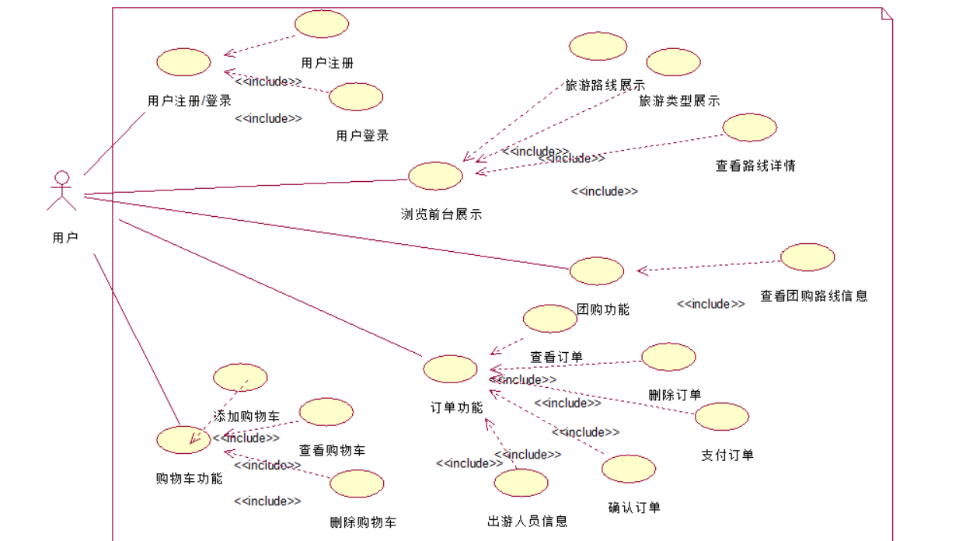 用户注册
<<include>>
用户注册/登录
<<include>>
用户登录
旅游路线展示
旅游类型展示
<<include>>
<<include>>
查看路线详情
<<include>>
浏览前台展示
用户
查看团购路线信息
<<include>>
团购功能
查看订单
<<include>>
删除订单
<<include>>
订单功能
<<include>>
支付订单
<<include>>
<<include>>
确认订单
出游人员信息
添加购物车
<<include>>
查看购物车
<<include>>
购物车功能
<<include>>
删除购物车